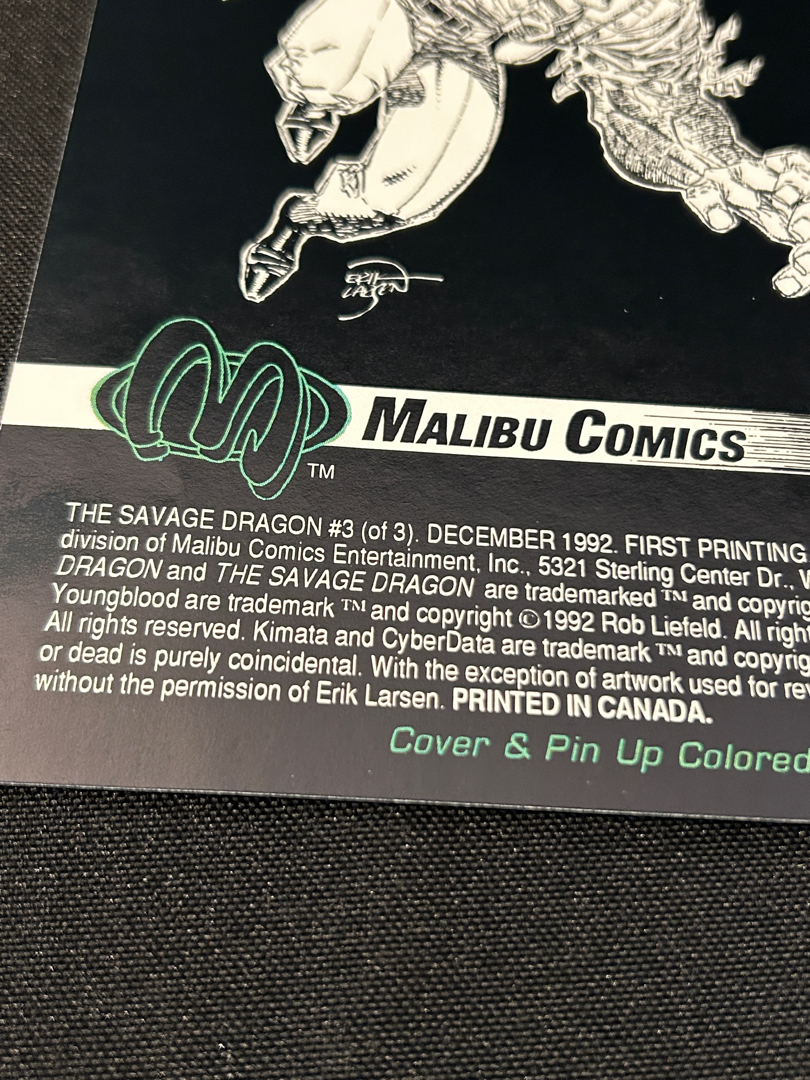 ERIK
LARSEN
MALIBU COMICS
TM
THE SAVAGE DRAGON #3 (of 3). DECEMBER 1992. FIRST PRINTING
division of Malibu Comics Entertainment, Inc., 5321 Sterling Center Dr.,
DRAGON and THE SAVAGE DRAGON are trademarked ™ and
Youngblood are trademark ™ and copyright ©1992 Rob Liefeld. All
All rights reserved. Kimata and CyberData are trademark ™ and
or dead is purely coincidental. With the exception of artwork used for
without the permission of Erik Larsen. PRINTED IN CANADA.
Cover & Pin Up Colored